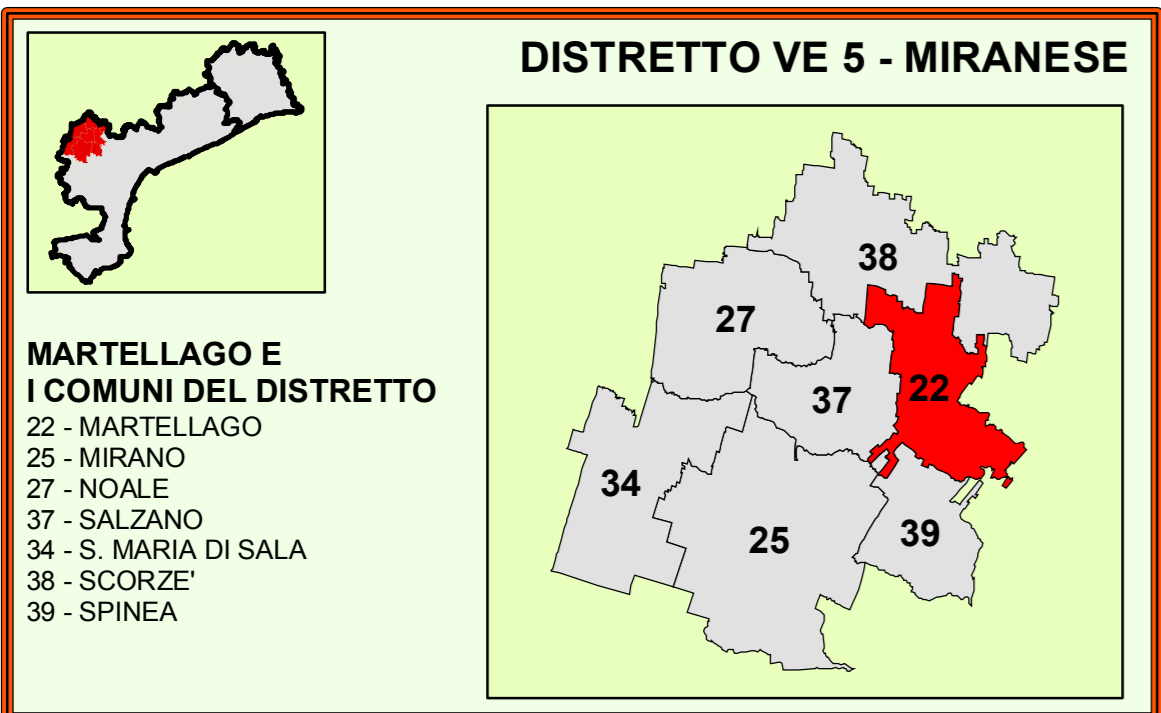 DISTRETTO VE 5 - MIRANESE
MARTELLAGO E
I COMUNI DEL DISTRETTO
22 - MARTELLAGO
25 - MIRANO
27 - NOALE
37 - SALZANO
34 - S. MARIA DI SALA
38 - SCORZE'
39 - SPINEA
38
27
22
37
34
25
39